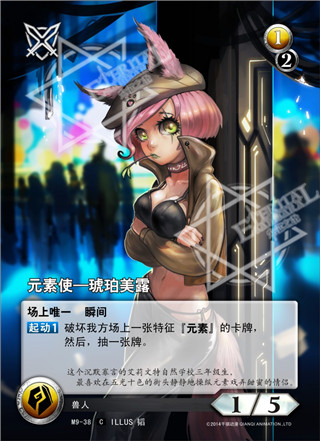 1
2
元素使—琥珀美露
场上唯一 瞬间
起动1 破坏我方场上一张特征『元素』的卡牌,
然后, 抽一张牌。
这个沉默寡言的艾莉文特自然学校三年级生,
最喜欢在五光十色的街头静静地操纵元素戏弄甜蜜的情侣。
1 / 5
兽人
M9-38 C ILLUS 韬
©2014千骐动漫 QIANQI ANIMATION.,LTD